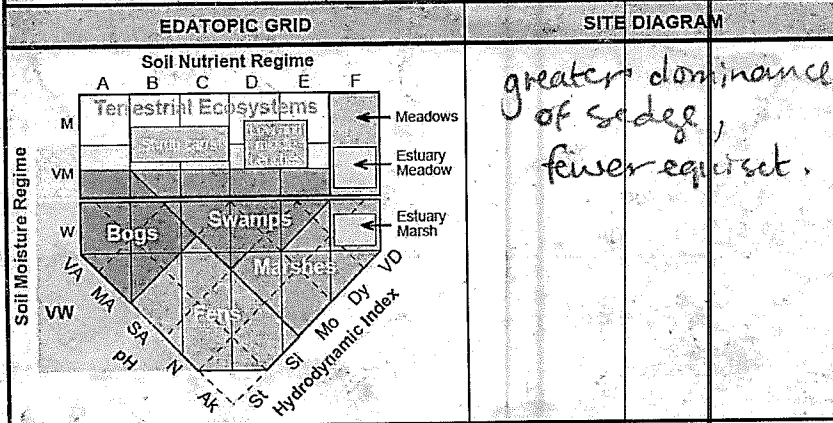 EDATOPIC GRID
SITE DIAGRAM
Soil Nutrient Regime
A B C D E F
Terrestrial Ecosystems
M
VM
W
VW
Soil Moisture Regime
Meadows
Estuary
Meadow
Estuary
Marsh
Bogs
Swamps
Marshes
Fens
VA MA SA N Ak
pH
St Si Mo Dy VD
Hydrodynamic Index
greater dominance
of sedge,
fewer equiset.